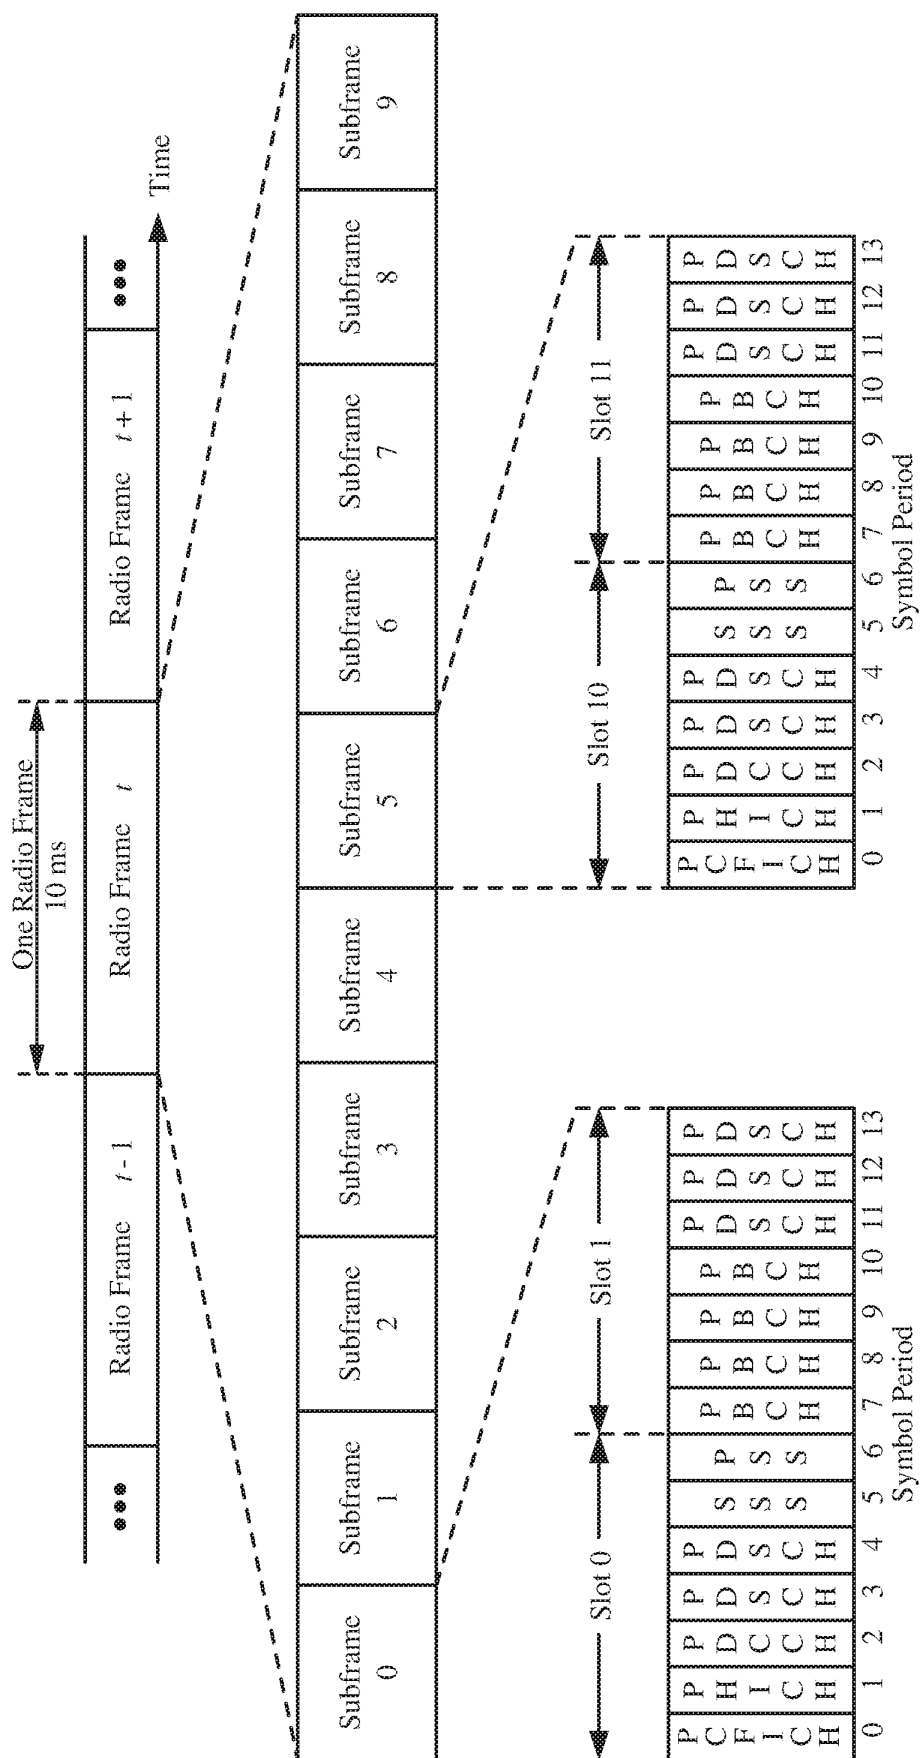 One Radio Frame
10 ms
••• Radio Frame t - 1 Radio Frame t Radio Frame t + 1 •••
Time
Subframe 0
Subframe 1
Subframe 2
Subframe 3
Subframe 4
Subframe 5
Subframe 6
Subframe 7
Subframe 8
Subframe 9
Slot 0
Slot 1
PCFICH
PHICH
PDCCH
PDSCH
PDSCH
SSS
PSS
PBCH
PBCH
PBCH
PBCH
PDSCH
PDSCH
PDSCH
0 1 2 3 4 5 6 7 8 9 10 11 12 13
Symbol Period
Slot 10
Slot 11
PCFICH
PHICH
PDCCH
PDSCH
PDSCH
SSS
PSS
PBCH
PBCH
PBCH
PBCH
PDSCH
PDSCH
PDSCH
0 1 2 3 4 5 6 7 8 9 10 11 12 13
Symbol Period